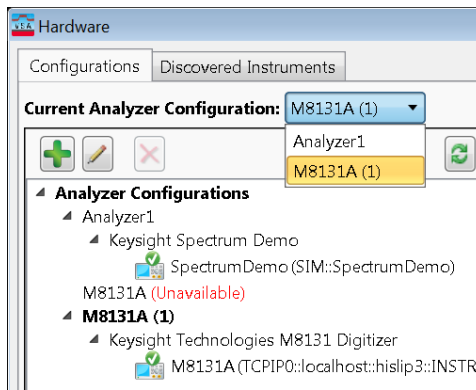 VSA Hardware
Configurations Discovered Instruments
Current Analyzer Configuration: M8131A (1)
Analyzer1
M8131A (1)
Analyzer Configurations
Analyzer1
Keysight Spectrum Demo
SpectrumDemo (SIM::SpectrumDemo)
M8131A (Unavailable)
M8131A (1)
Keysight Technologies M8131 Digitizer
M8131A (TCPIP0::localhost::hislip3::INSTR